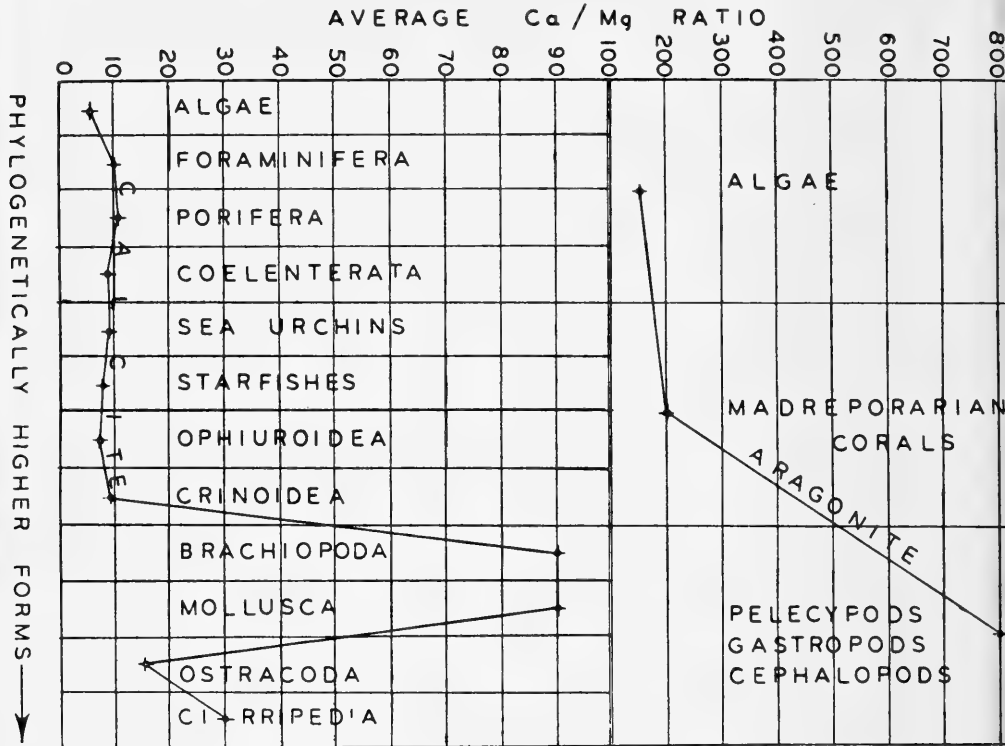 AVERAGE Ca/Mg RATIO
0 10 20 30 40 50 60 70 80 90 100 200 300 400 500 600 700 800
PHYLOGENETICALLY HIGHER FORMS
ALGAE
FORAMINIFERA
PORIFERA
COELENTERATA
SEA URCHINS
STARFISHES
OPHIUROIDEA
CRINOIDEA
BRACHIOPODA
MOLLUSCA
OSTRACODA
CIRRIPED'A
CALCITE
ALGAE
MADREPORARIAN
CORALS
ARAGONITE
PELECYPODS
GASTROPODS
CEPHALOPODS